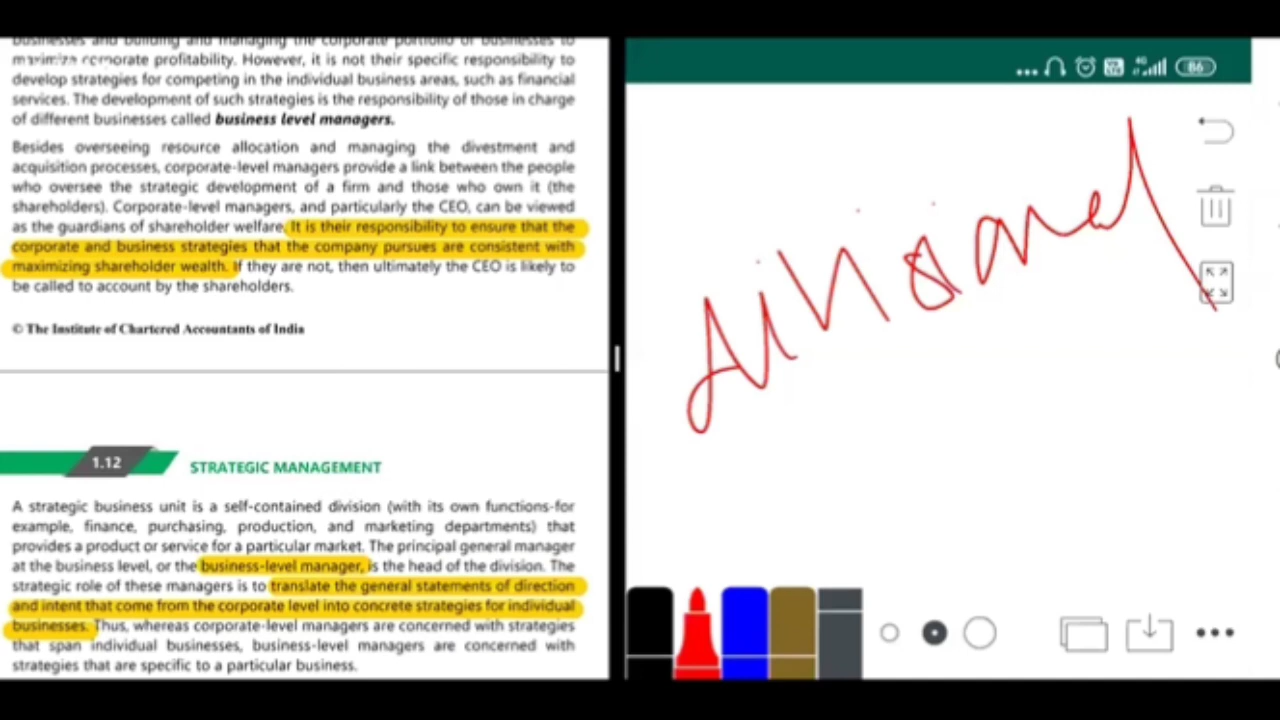 businesses and building and managing the corporate portfolio of businesses to
maximize corporate profitability. However, it is not their specific responsibility to
develop strategies for competing in the individual business areas, such as financial
services. The development of such strategies is the responsibility of those in charge
of different businesses called business level managers.
Besides overseeing resource allocation and managing the divestment and
acquisition processes, corporate-level managers provide a link between the people
who oversee the strategic development of a firm and those who own it (the
shareholders). Corporate-level managers, and particularly the CEO, can be viewed
as the guardians of shareholder welfare. It is their responsibility to ensure that the
corporate and business strategies that the company pursues are consistent with
maximizing shareholder wealth. If they are not, then ultimately the CEO is likely to
be called to account by the shareholders.
© The Institute of Chartered Accountants of India
1.12 STRATEGIC MANAGEMENT
A strategic business unit is a self-contained division (with its own functions-for
example, finance, purchasing, production, and marketing departments) that
provides a product or service for a particular market. The principal general manager
at the business level, or the business-level manager, is the head of the division. The
strategic role of these managers is to translate the general statements of direction
and intent that come from the corporate level into concrete strategies for individual
businesses. Thus, whereas corporate-level managers are concerned with strategies
that span individual businesses, business-level managers are concerned with
strategies that are specific to a particular business.
4G 86